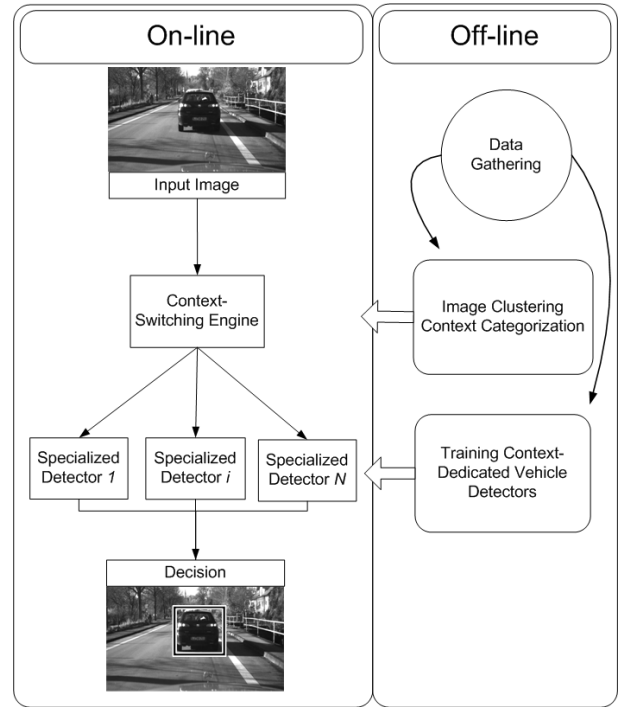 On-line
Input Image
Context-
Switching Engine
Specialized
Detector 1
Specialized
Detector i
Specialized
Detector N
Decision
Off-line
Data
Gathering
Image Clustering
Context Categorization
Training Context-
Dedicated Vehicle
Detectors